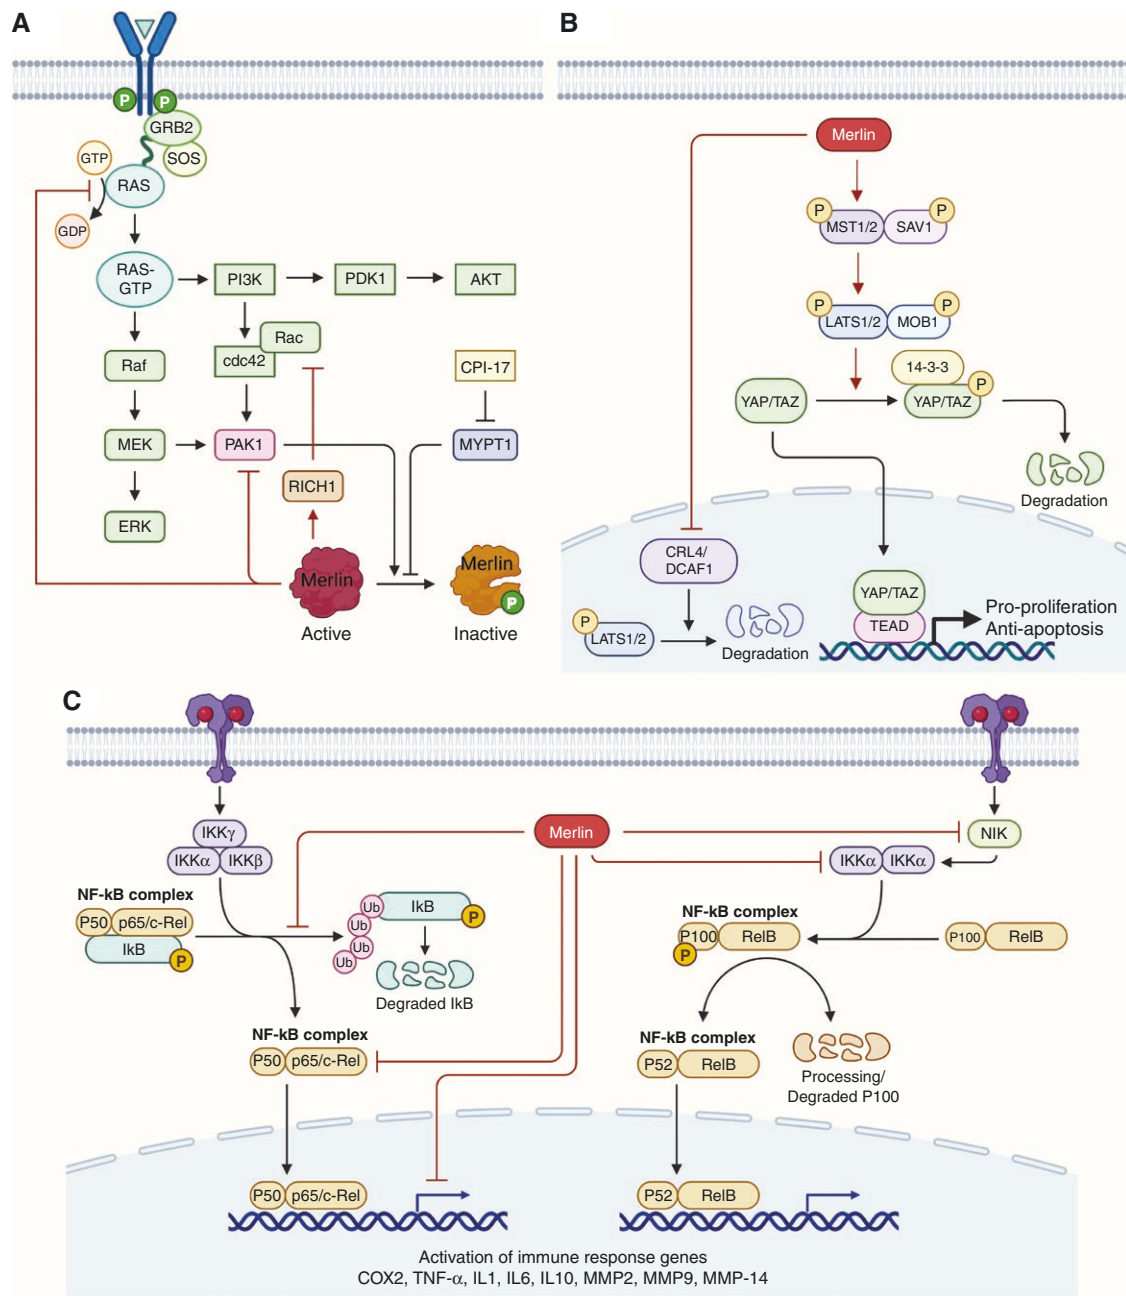 A
P
P
GRB2
SOS
GTP
RAS
GDP
RAS-
GTP
PI3K
PDK1
AKT
Rac
cdc42
Raf
CPI-17
MEK
PAK1
MYPT1
RICH1
ERK
Merlin
Merlin
P
Active
Inactive
B
Merlin
P
P
MST1/2
SAV1
P
P
LATS1/2
MOB1
14-3-3
P
YAP/TAZ
YAP/TAZ
Degradation
CRL4/
DCAF1
P
LATS1/2
Degradation
YAP/TAZ
TEAD
Pro-proliferation
Anti-apoptosis
C
IKKγ
IKKα
IKKβ
Merlin
NIK
IKKα
IKKα
NF-kB complex
P50
p65/c-Rel
IkB
P
Ub
Ub
Ub
Ub
IkB
P
Degraded IkB
NF-kB complex
P100
RelB
P
P100
RelB
NF-kB complex
P50
p65/c-Rel
NF-kB complex
P52
RelB
Processing/
Degraded P100
P50
p65/c-Rel
P52
RelB
Activation of immune response genes
COX2, TNF-α, IL1, IL6, IL10, MMP2, MMP9, MMP-14